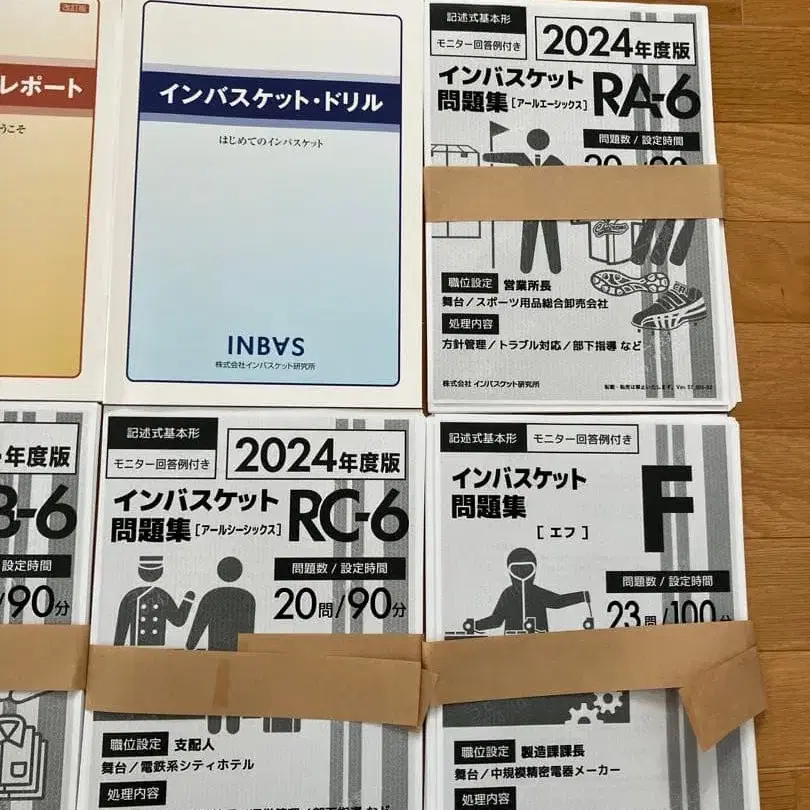 改訂版
レポート
うこそ
インバスケット・ドリル
はじめてのインバスケット
INB∀S
株式会社インバスケット研究所
記述式基本形
モニター回答例付き
2024年度版
インバスケット
問題集[アールエーシックス]
RA-6
問題数 / 設定時間
職位設定 営業所長
舞台/スポーツ用品総合卸売会社
処理内容
方針管理/トラブル対応/部下指導 など
株式会社 インバスケット研究所
転載・転売は禁止いたします。
年度版
B-6
設定時間
/90分
記述式基本形
モニター回答例付き
2024年度版
インバスケット
問題集[アールシーシックス]
RC-6
問題数 / 設定時間
20問/90分
職位設定 支配人
舞台/電鉄系シティホテル
処理内容
記述式基本形
モニター回答例付き
インバスケット
問題集
[エフ]
F
問題数 / 設定時間
23問/100分
職位設定 製造課課長
舞台/中規模精密電器メーカー
処理内容